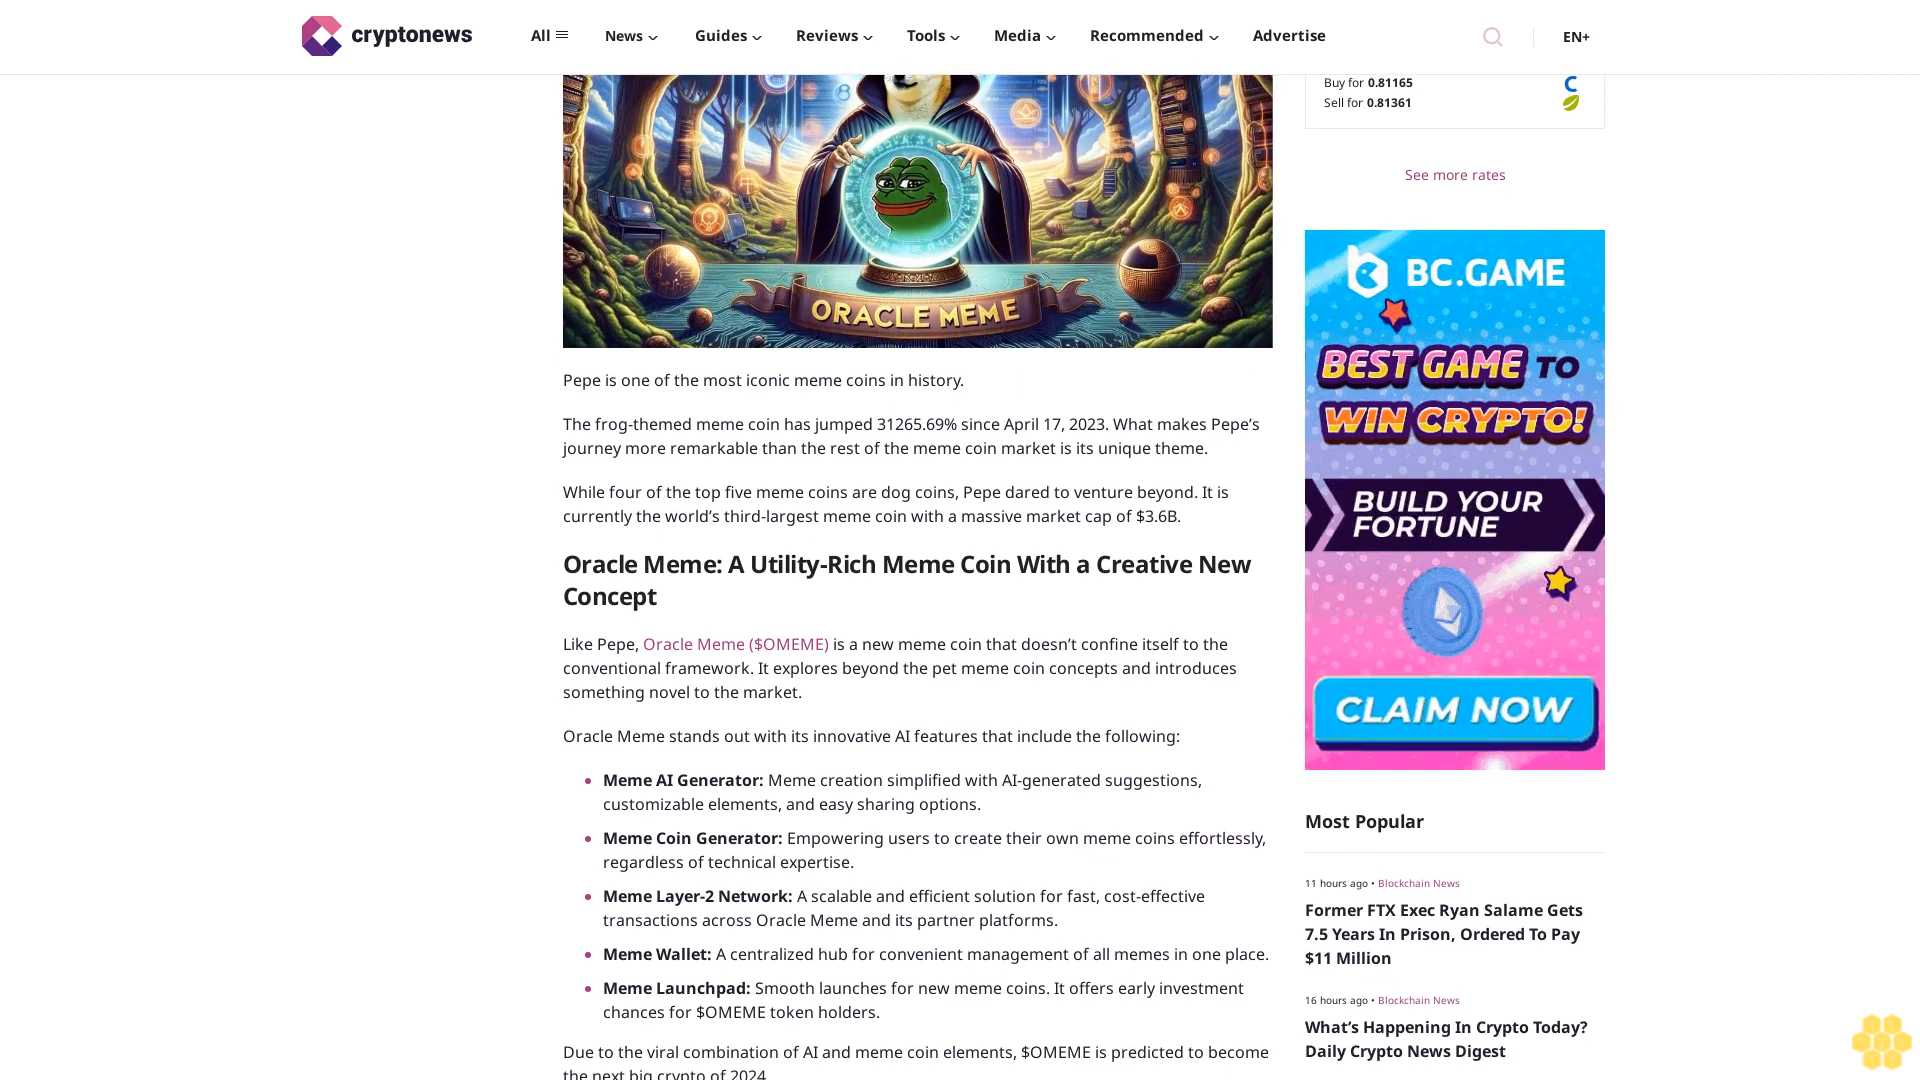 cryptonews
All
News
Guides
Reviews
Tools
Media
Recommended
Advertise
EN+
ORACLE MEME
Pepe is one of the most iconic meme coins in history.
The frog-themed meme coin has jumped 31265.69% since April 17, 2023. What makes Pepe’s
journey more remarkable than the rest of the meme coin market is its unique theme.
While four of the top five meme coins are dog coins, Pepe dared to venture beyond. It is
currently the world’s third-largest meme coin with a massive market cap of $3.6B.
Oracle Meme: A Utility-Rich Meme Coin With a Creative New
Concept
Like Pepe, Oracle Meme ($OMEME) is a new meme coin that doesn’t confine itself to the
conventional framework. It explores beyond the pet meme coin concepts and introduces
something novel to the market.
Oracle Meme stands out with its innovative AI features that include the following:
Meme AI Generator: Meme creation simplified with AI-generated suggestions,
customizable elements, and easy sharing options.
Meme Coin Generator: Empowering users to create their own meme coins effortlessly,
regardless of technical expertise.
Meme Layer-2 Network: A scalable and efficient solution for fast, cost-effective
transactions across Oracle Meme and its partner platforms.
Meme Wallet: A centralized hub for convenient management of all memes in one place.
Meme Launchpad: Smooth launches for new meme coins. It offers early investment
chances for $OMEME token holders.
Due to the viral combination of AI and meme coin elements, $OMEME is predicted to become
the next big crypto of 2024
Buy for 0.81165
Sell for 0.81361
See more rates
BC.GAME
BEST GAME TO
WIN CRYPTO!
BUILD YOUR
FORTUNE
CLAIM NOW
Most Popular
11 hours ago • Blockchain News
Former FTX Exec Ryan Salame Gets
7.5 Years In Prison, Ordered To Pay
$11 Million
16 hours ago • Blockchain News
What’s Happening In Crypto Today?
Daily Crypto News Digest